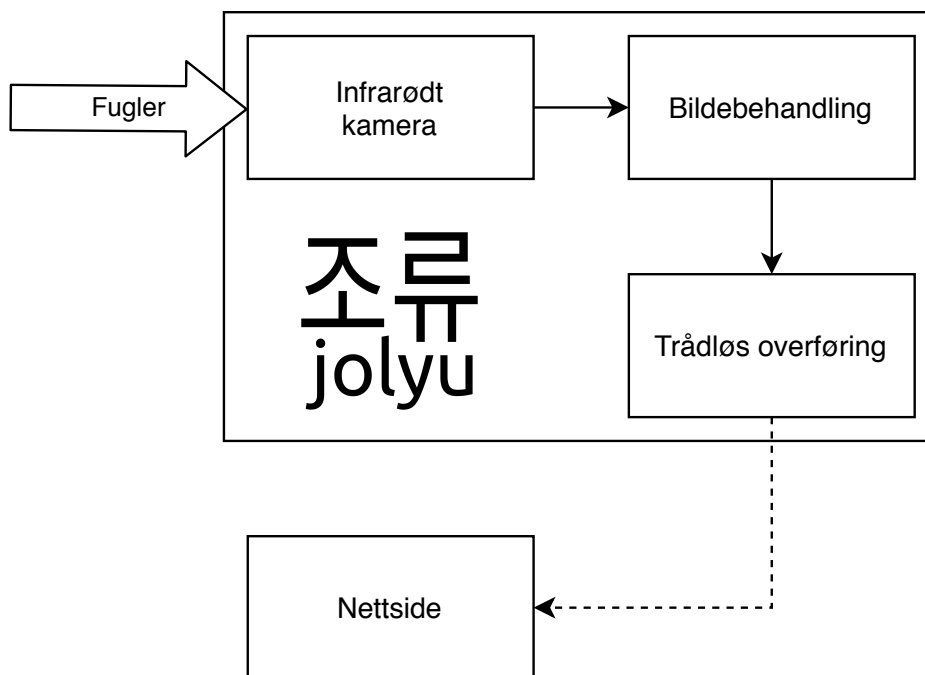 Fugler
Infrarødt
kamera
Bildebehandling
조류
jolyu
Trådløs overføring
Nettside